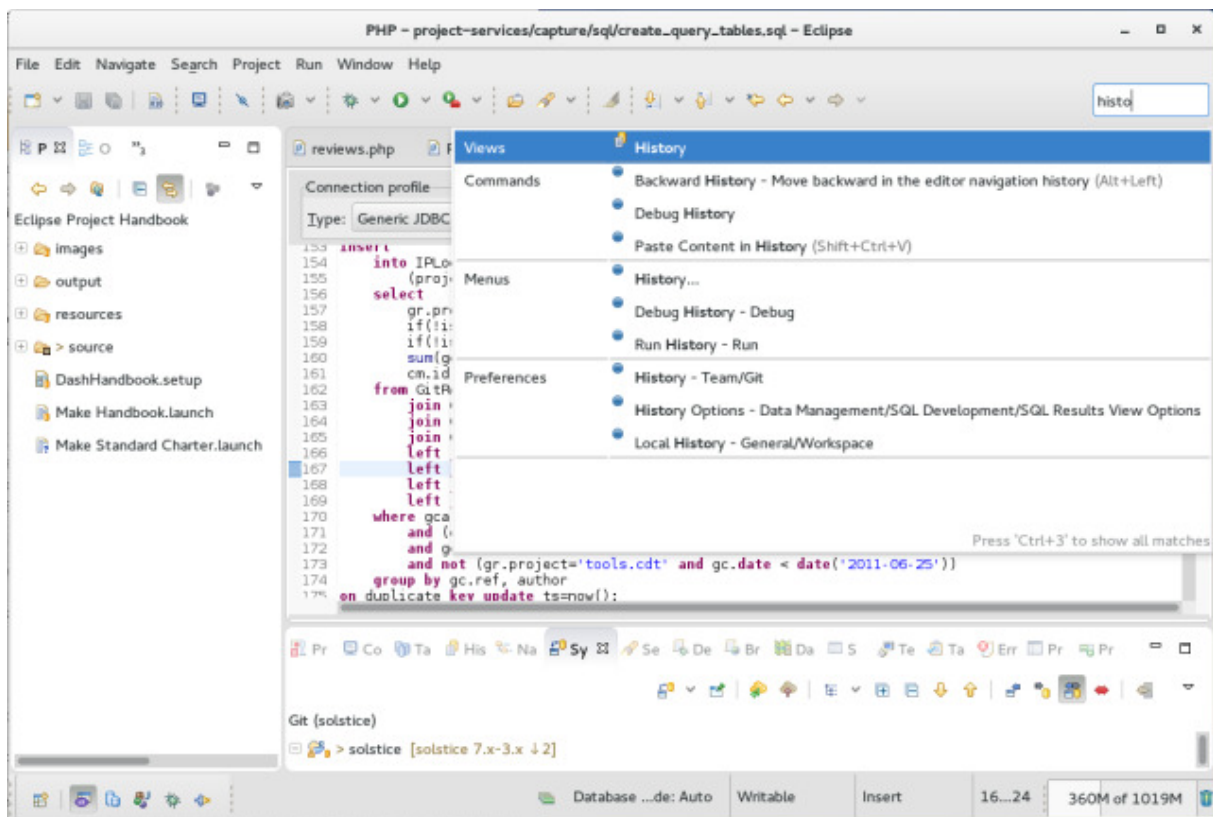 PHP – project-services/capture/sql/create_query_tables.sql – Eclipse
File Edit Navigate Search Project Run Window Help
histo
P O "3
reviews.php
Views History
Commands Backward History - Move backward in the editor navigation history (Alt+Left)
Debug History
Paste Content in History (Shift+Ctrl+V)
Menus History...
Debug History - Debug
Run History - Run
Preferences History - Team/Git
History Options - Data Management/SQL Development/SQL Results View Options
Local History - General/Workspace
Press 'Ctrl+3' to show all matches
Eclipse Project Handbook
images
output
resources
> source
DashHandbook.setup
Make Handbook.launch
Make Standard Charter.launch
Connection profile
Type: Generic JDBC
153 insert
154 into IPLo
155 (proj
156 select
157 gr.pr
158 if(!i
159 if(!i
160 sum(g
161 cm.id
162 from GitR
163 join
164 join
165 join
166 left
167 left
168 left
169 left
170 where gca
171 and (
172 and g
173 and not (gr.project='tools.cdt' and gc.date < date('2011-06-25'))
174 group by gc.ref, author
175 on duplicate key update ts=now();
Pr Co Ta His Na Sy Se De Br Da S Te Ta Err Pr Pr
Git (solstice)
> solstice [solstice 7.x-3.x ↓2]
Database ...de: Auto Writable Insert 16...24 360M of 1019M